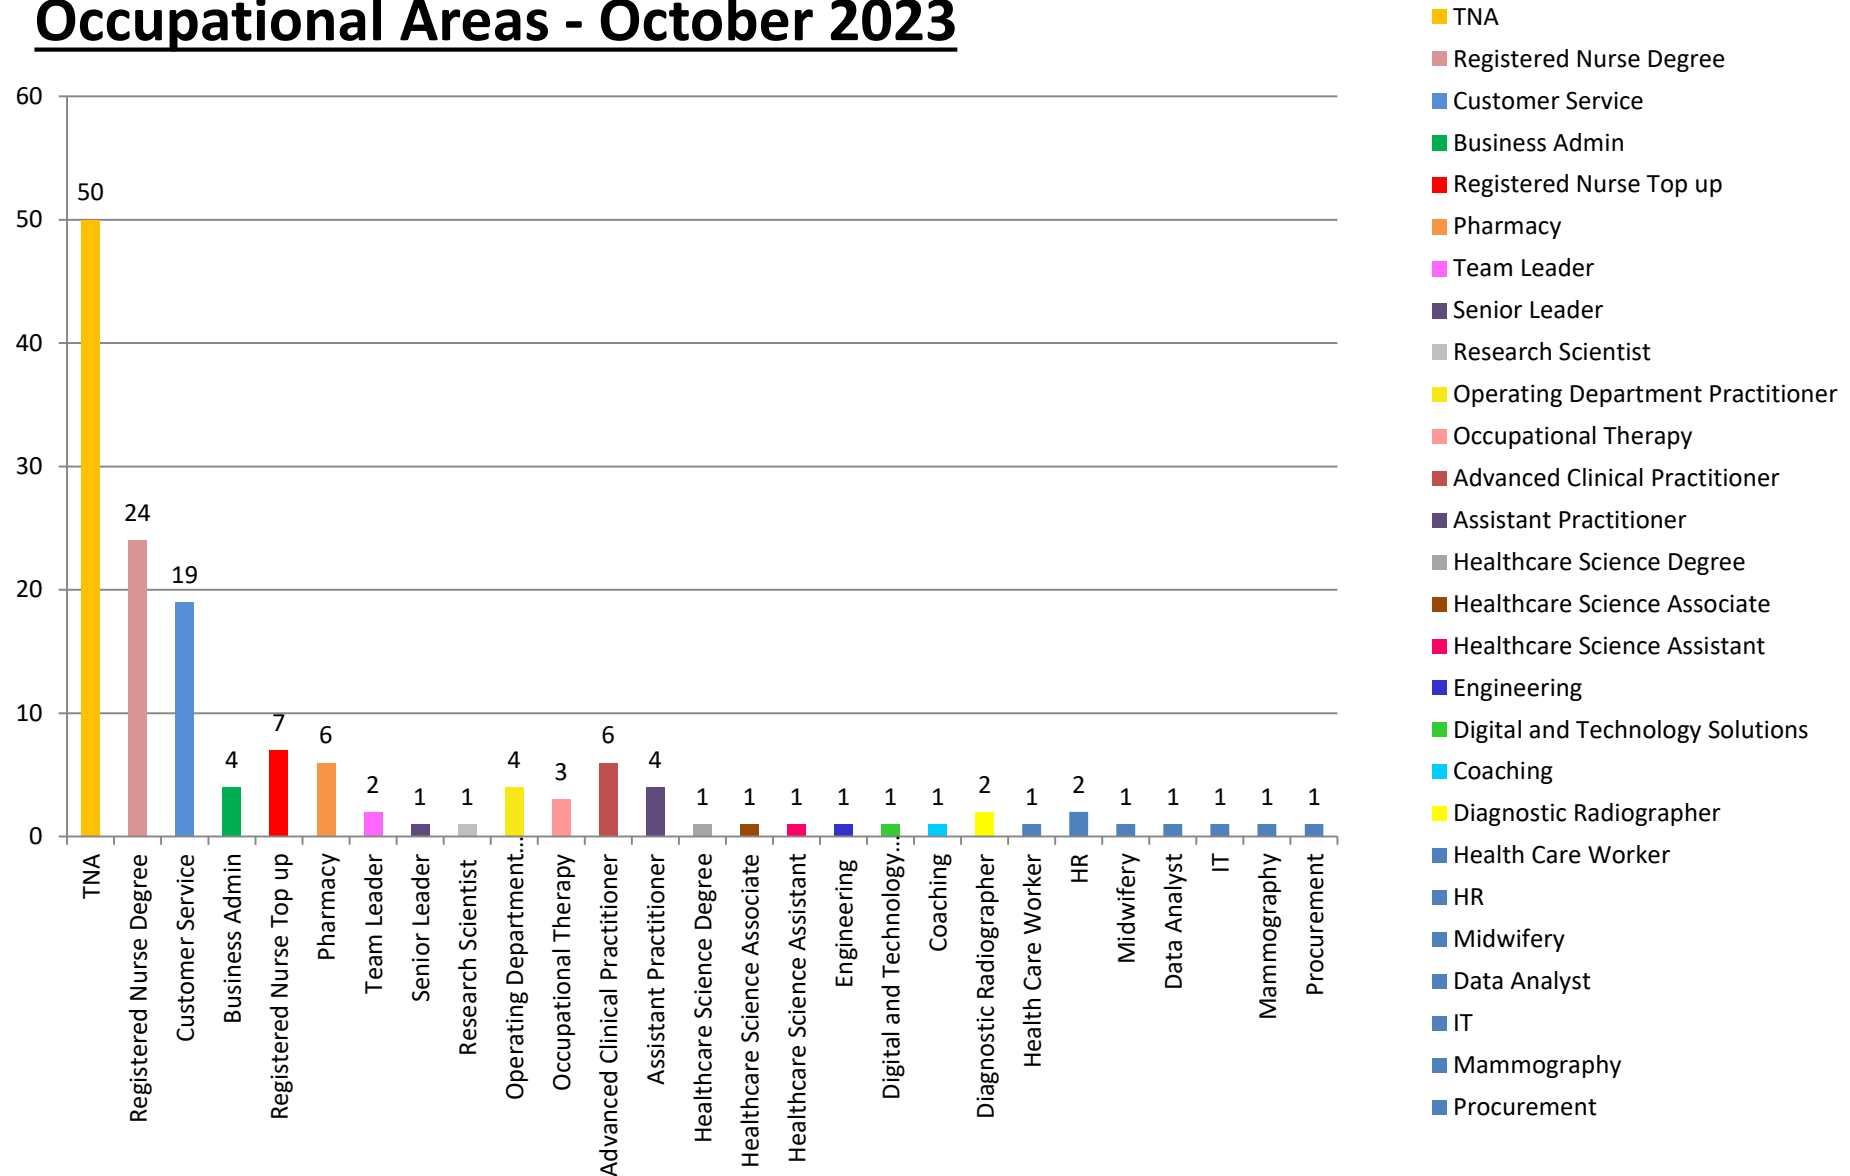 Occupational Areas - October 2023
60
50
40
30
20
10
0
50
24
19
4
7
6
2
1
1
4
3
6
4
1
1
1
1
1
1
2
1
2
1
1
1
1
1
TNA
Registered Nurse Degree
Customer Service
Business Admin
Registered Nurse Top up
Pharmacy
Team Leader
Senior Leader
Research Scientist
Operating Department...
Occupational Therapy
Advanced Clinical Practitioner
Assistant Practitioner
Healthcare Science Degree
Healthcare Science Associate
Healthcare Science Assistant
Engineering
Digital and Technology...
Coaching
Diagnostic Radiographer
Health Care Worker
HR
Midwifery
Data Analyst
IT
Mammography
Procurement
TNA
Registered Nurse Degree
Customer Service
Business Admin
Registered Nurse Top up
Pharmacy
Team Leader
Senior Leader
Research Scientist
Operating Department Practitioner
Occupational Therapy
Advanced Clinical Practitioner
Assistant Practitioner
Healthcare Science Degree
Healthcare Science Associate
Healthcare Science Assistant
Engineering
Digital and Technology Solutions
Coaching
Diagnostic Radiographer
Health Care Worker
HR
Midwifery
Data Analyst
IT
Mammography
Procurement